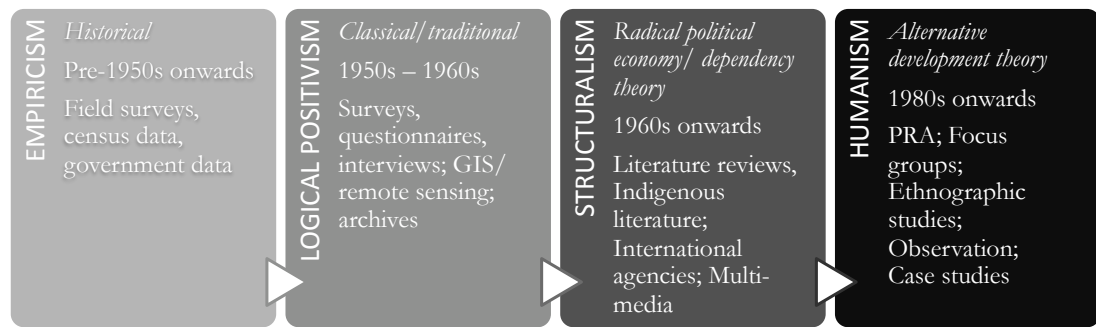 EMPIRICISM
Historical
Pre-1950s onwards
Field surveys,
census data,
government data
LOGICAL POSITIVISM
Classical/traditional
1950s – 1960s
Surveys,
questionnaires,
interviews; GIS/
remote sensing;
archives
STRUCTURALISM
Radical political
economy/ dependency
theory
1960s onwards
Literature reviews,
Indigenous
literature;
International
agencies; Multi-
media
HUMANISM
Alternative
development theory
1980s onwards
PRA; Focus
groups;
Ethnographic
studies;
Observation;
Case studies